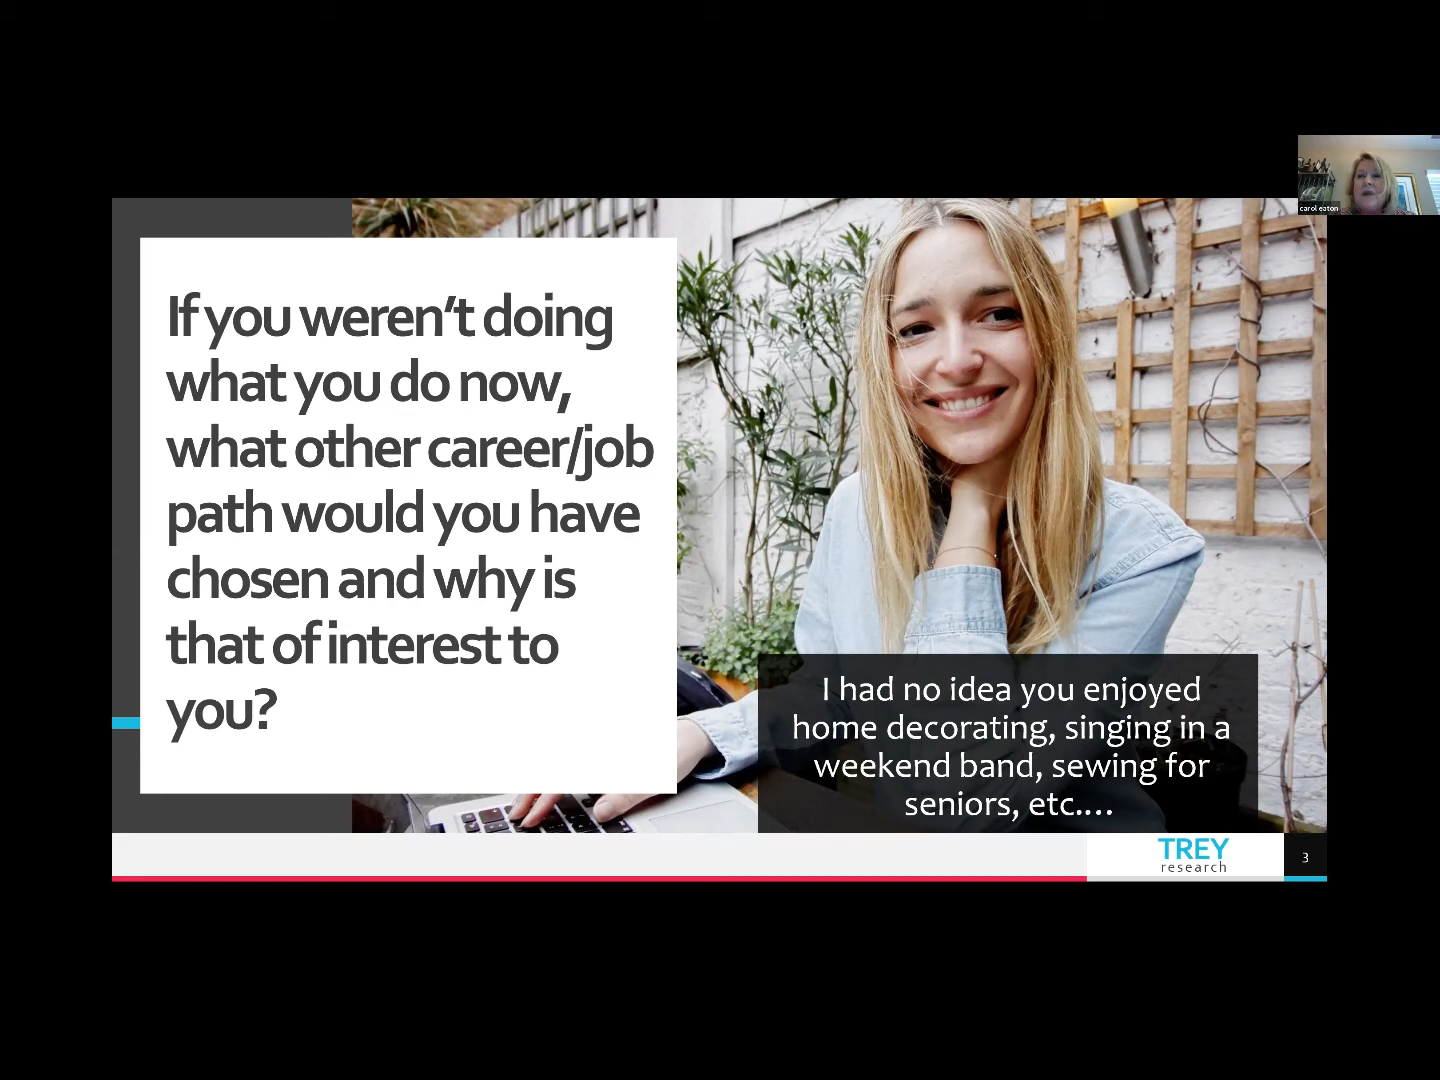 carol eaton
If you weren't doing
what you do now,
what other career/job
path would you have
chosen and why is
that of interest to
you?
I had no idea you enjoyed
home decorating, singing in a
weekend band, sewing for
seniors, etc.…
TREY
research
3